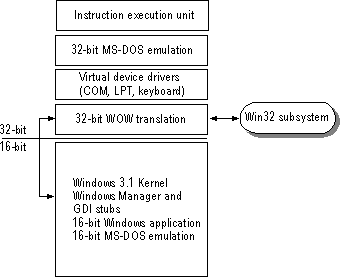 Instruction execution unit
32-bit MS-DOS emulation
Virtual device drivers
(COM, LPT, keyboard)
32-bit WOW translation
Win32 subsystem
32-bit
16-bit
Windows 3.1 Kernel
Windows Manager and
GDI stubs
16-bit Windows application
16-bit MS-DOS emulation